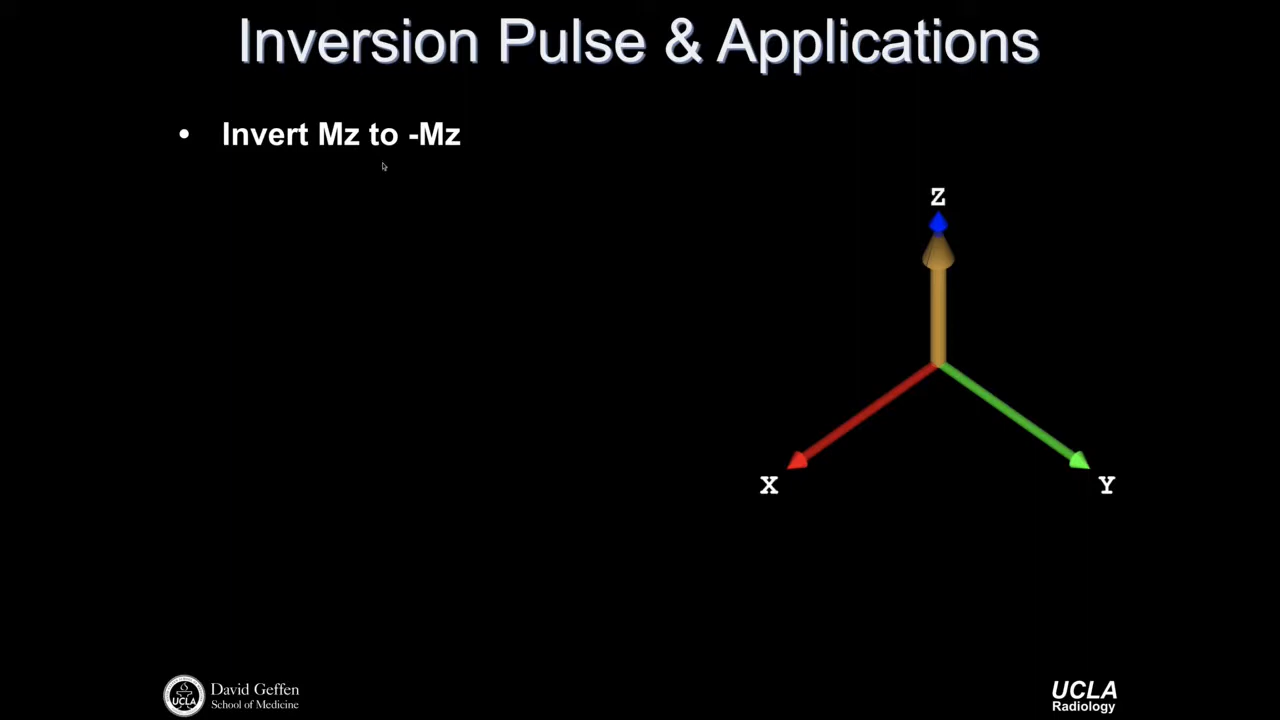 Inversion Pulse & Applications
• Invert Mz to -Mz
Z
X
Y
UCLA
David Geffen
School of Medicine
UCLA
Radiology